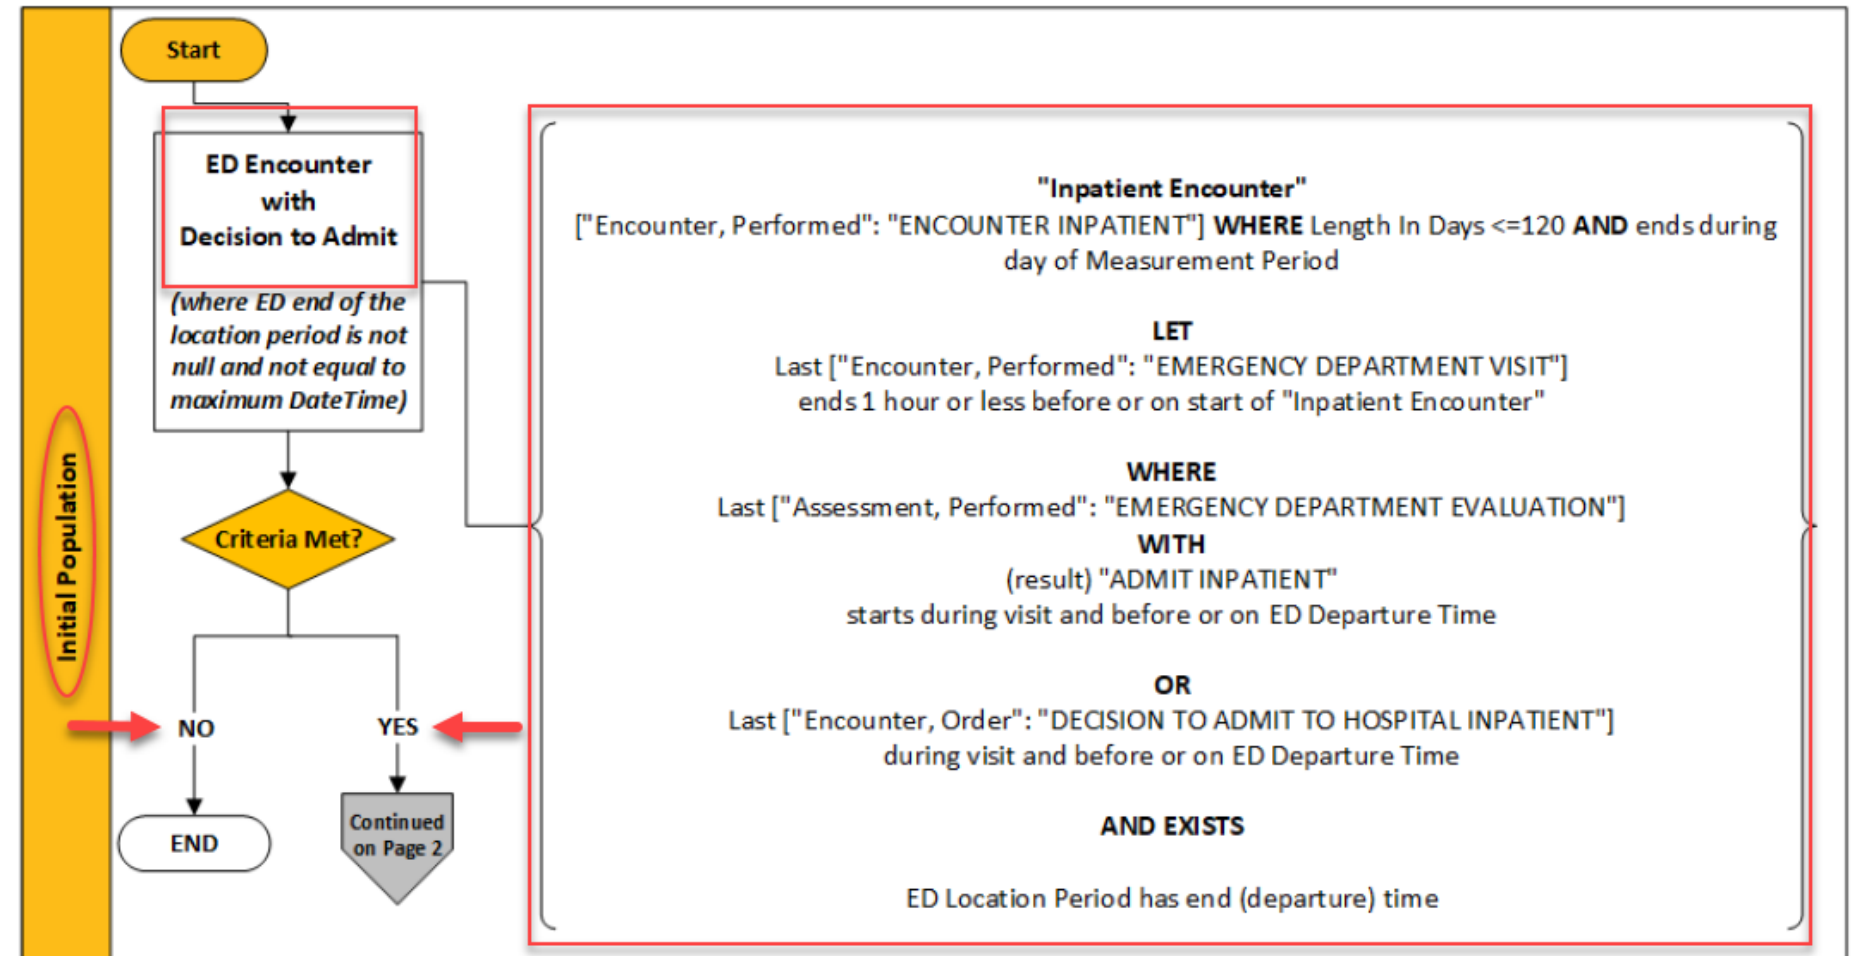 Start
ED Encounter
with
Decision to Admit
(where ED end of the
location period is not
null and not equal to
maximum DateTime)
Criteria Met?
NO
YES
END
Continued
on Page 2
Initial Population
"Inpatient Encounter"
["Encounter, Performed": "ENCOUNTER INPATIENT"] WHERE Length In Days <=120 AND ends during
day of Measurement Period
LET
Last ["Encounter, Performed": "EMERGENCY DEPARTMENT VISIT"]
ends 1 hour or less before or on start of "Inpatient Encounter"
WHERE
Last ["Assessment, Performed": "EMERGENCY DEPARTMENT EVALUATION"]
WITH
(result) "ADMIT INPATIENT"
starts during visit and before or on ED Departure Time
OR
Last ["Encounter, Order": "DECISION TO ADMIT TO HOSPITAL INPATIENT"]
during visit and before or on ED Departure Time
AND EXISTS
ED Location Period has end (departure) time